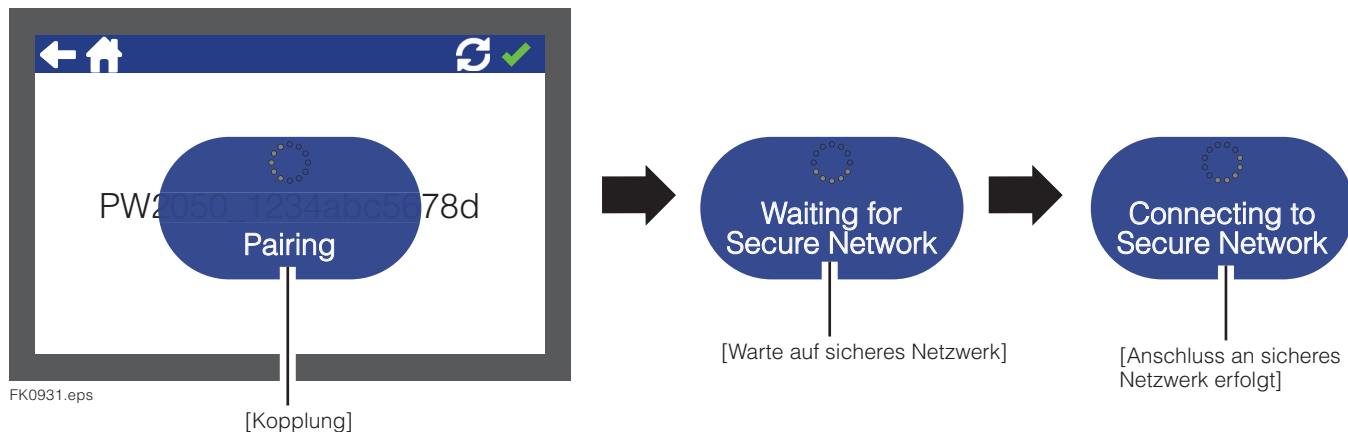 PW2050_1234abc5678d
Pairing
Waiting for
Secure Network
Connecting to
Secure Network
[Warte auf sicheres Netzwerk]
[Anschluss an sicheres
Netzwerk erfolgt]
FK0931.eps
[Kopplung]